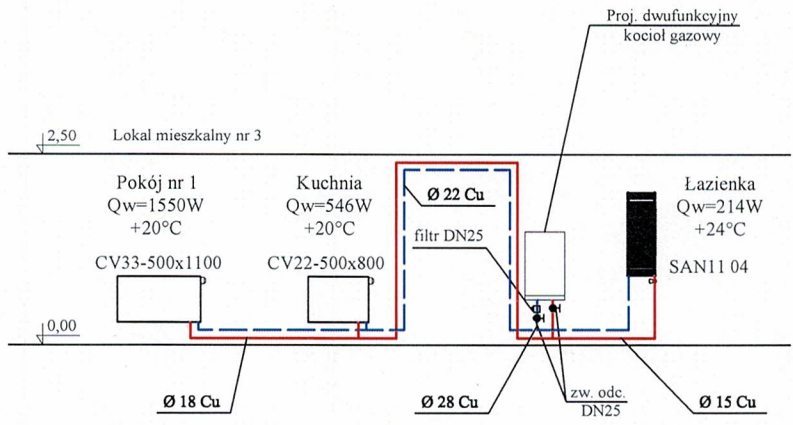 Proj. dwufunkcyjny
kocioł gazowy
2,50
Lokal mieszkalny nr 3
Pokój nr 1
Qw=1550W
+20°C
CV33-500x1100
Kuchnia
Qw=546W
+20°C
CV22-500x800
Ø 22 Cu
filtr DN25
Łazienka
Qw=214W
+24°C
SAN11 04
0,00
Ø 18 Cu
Ø 28 Cu
zw. odc.
DN25
Ø 15 Cu